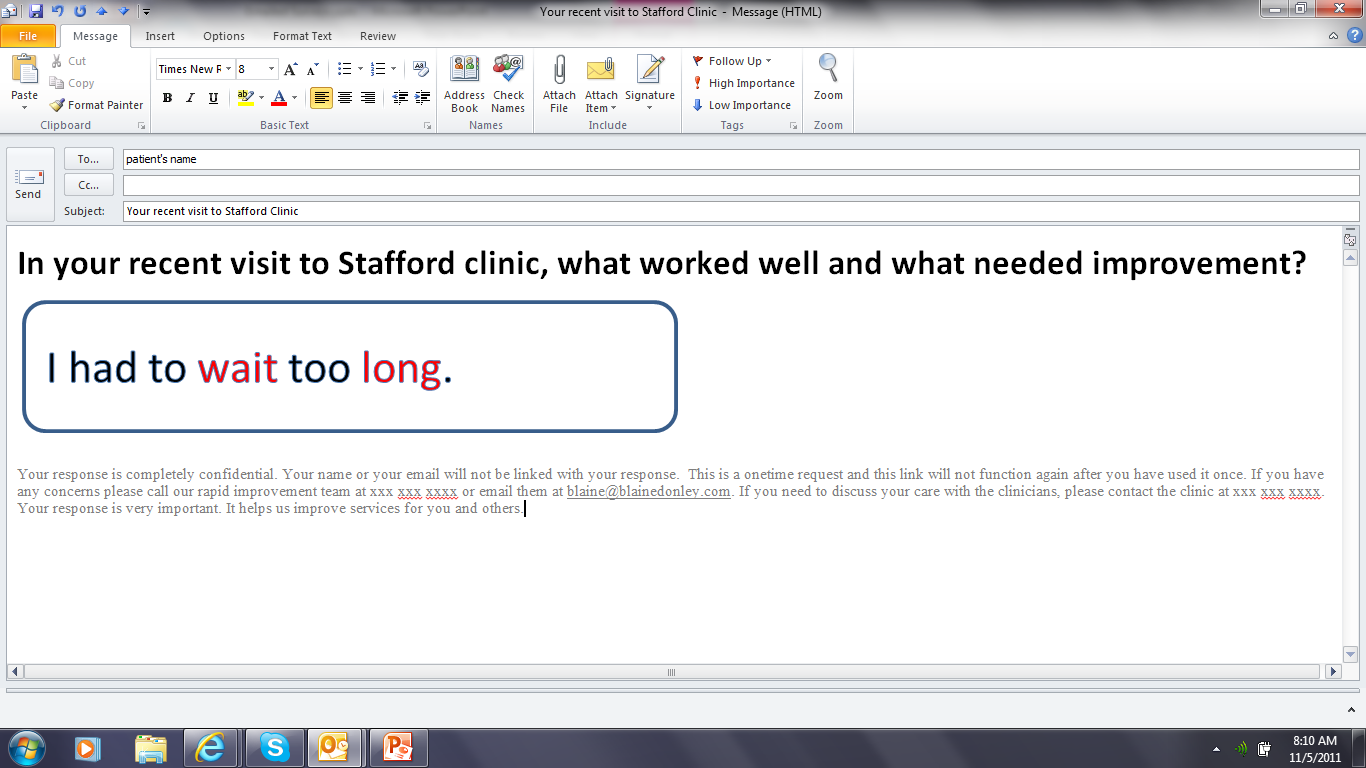 Your recent visit to Stafford Clinic - Message (HTML)
File Message Insert Options Format Text Review
Paste
Cut
Copy
Format Painter
Clipboard
Times New R 8
B I U
Basic Text
Address Book
Check Names
Names
Attach File
Attach Item
Signature
Include
Follow Up
High Importance
Low Importance
Tags
Zoom
Zoom
Send
To... patient's name
Cc...
Subject: Your recent visit to Stafford Clinic
In your recent visit to Stafford clinic, what worked well and what needed improvement?
I had to wait too long.
Your response is completely confidential. Your name or your email will not be linked with your response.  This is a onetime request and this link will not function again after you have used it once. If you have
any concerns please call our rapid improvement team at xxx xxx xxxx or email them at blaine@blainedonley.com. If you need to discuss your care with the clinicians, please contact the clinic at xxx xxx xxxx.
Your response is very important. It helps us improve services for you and others.
8:10 AM
11/5/2011